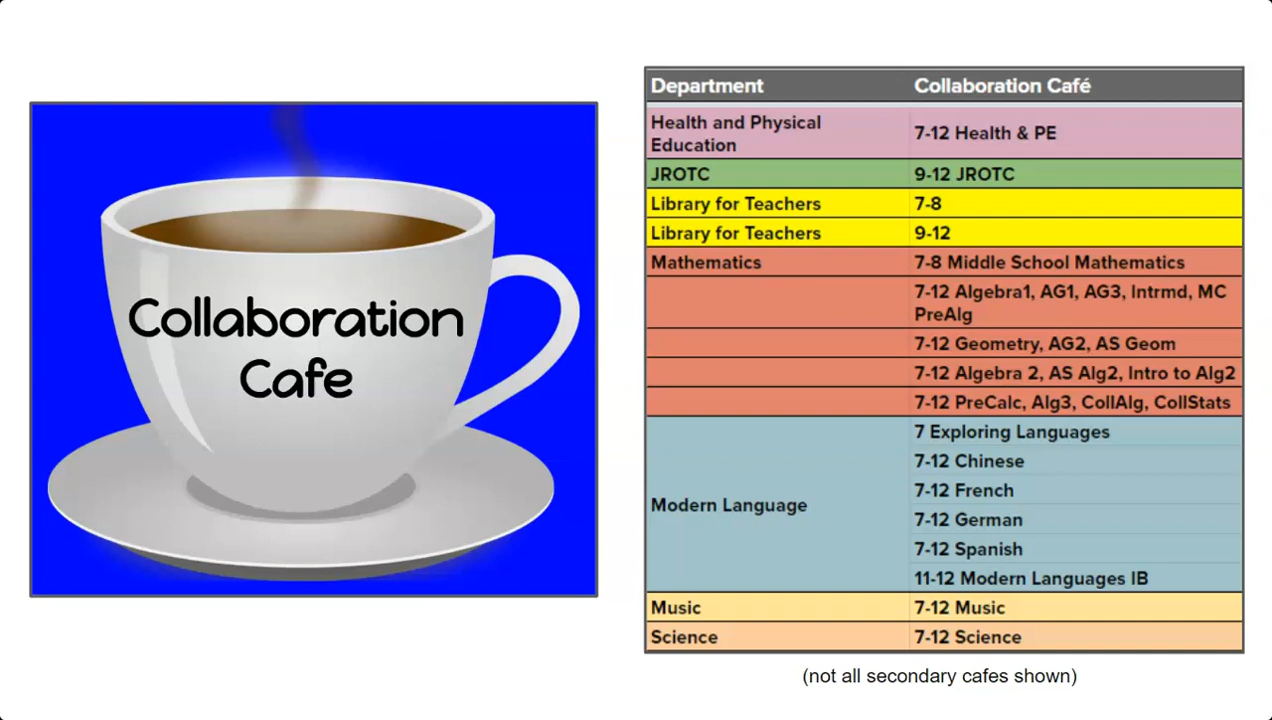 Collaboration
Cafe
Department Collaboration Café
Health and Physical
Education
7-12 Health & PE
JROTC 9-12 JROTC
Library for Teachers 7-8
Library for Teachers 9-12
Mathematics 7-8 Middle School Mathematics
7-12 Algebra1, AG1, AG3, Intrmd, MC
PreAlg
7-12 Geometry, AG2, AS Geom
7-12 Algebra 2, AS Alg2, Intro to Alg2
7-12 PreCalc, Alg3, CollAlg, CollStats
Modern Language
7 Exploring Languages
7-12 Chinese
7-12 French
7-12 German
7-12 Spanish
11-12 Modern Languages IB
Music 7-12 Music
Science 7-12 Science
(not all secondary cafes shown)